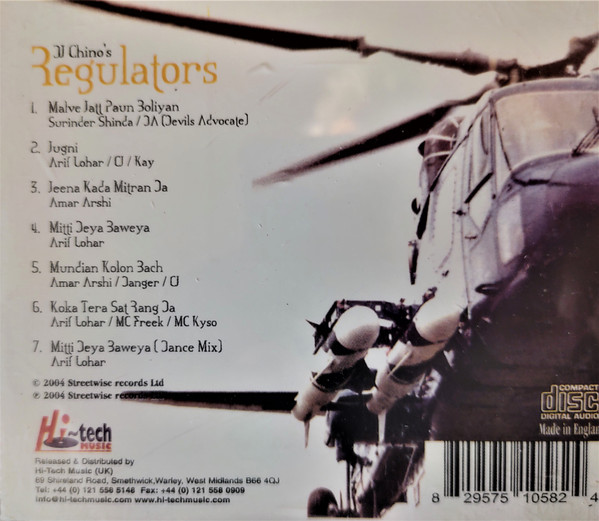 DJ Chino's
Regulators
1. Malve Jatt Paun Boliyan
Surinder Shinda / DA (Devils Advocate)
2. Jugni
Arif Lohar / CJ / Kay
3. Jeena Kada Mitran Da
Amar Arshi
4. Mitti Deya Baweya
Arif Lohar
5. Mundian Kolon Bach
Amar Arshi / Danger / CJ
6. Koka Tera Sat Rang Da
Arif Lohar / MC Freek / MC Kyso
7. Mitti Deya Baweya (Dance Mix)
Arif Lohar
© 2004 Streetwise records Ltd
℗ 2004 Streetwise records
Hi-tech
MUSIC
Released & Distributed by
Hi-Tech Music (UK)
69 Shireland Road, Smethwick,Warley, West Midlands B66 4QJ
Tel: +44 (0) 121 558 5146 Fax: +44 (0) 121 558 0909
info@hi-techmusic.com www.hi-techmusic.com
COMPACT
disc
DIGITAL AUDIO
Made in England
8 29575 10582 4